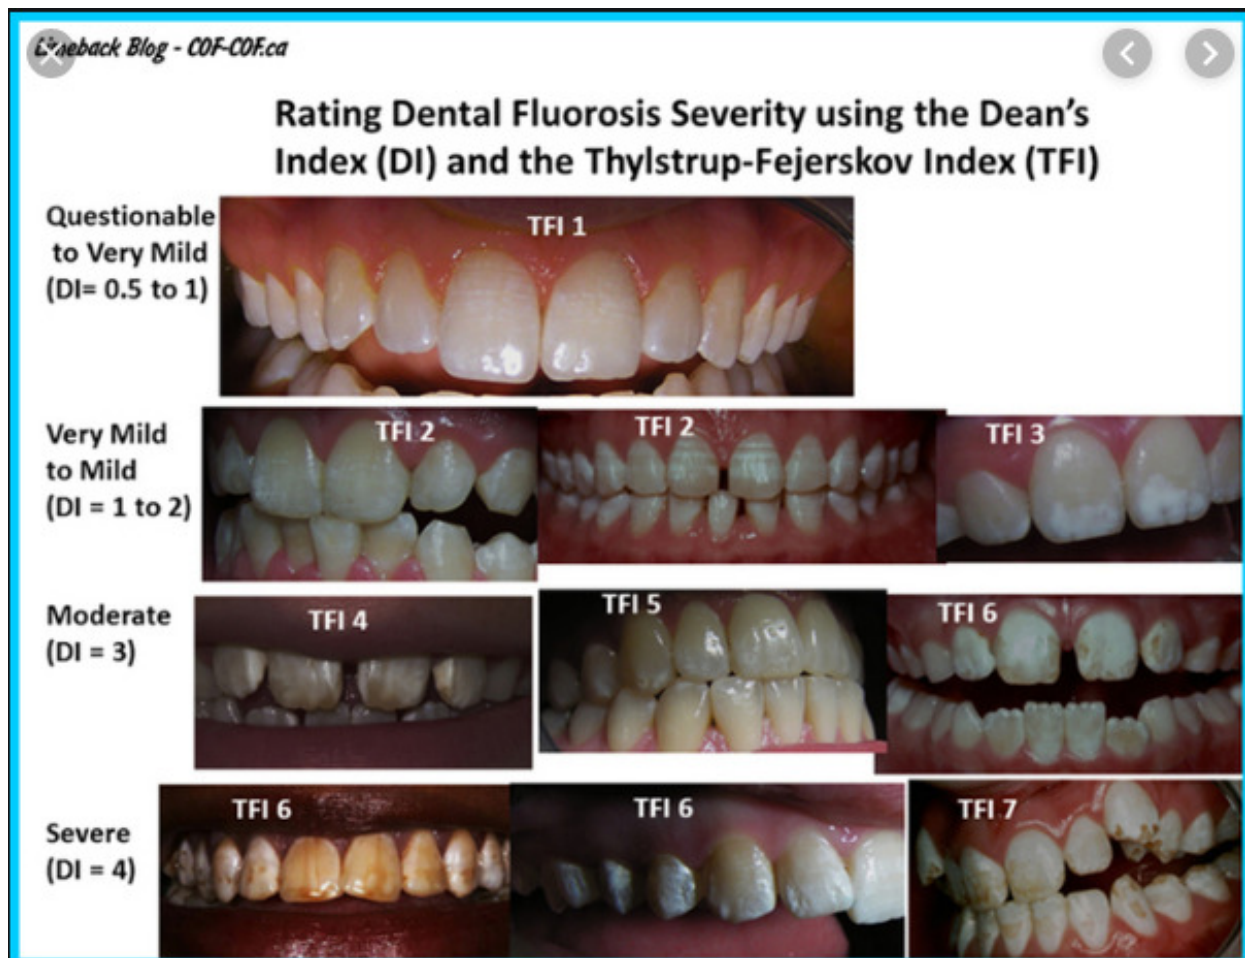 Blog - COF-COF.ca
Rating Dental Fluorosis Severity using the Dean's
Index (DI) and the Thylstrup-Fejerskov Index (TFI)
Questionable
to Very Mild
(DI= 0.5 to 1)
TFI 1
Very Mild
to Mild
(DI = 1 to 2)
TFI 2
TFI 2
TFI 3
Moderate
(DI = 3)
TFI 4
TFI 5
TFI 6
Severe
(DI = 4)
TFI 6
TFI 6
TFI 7